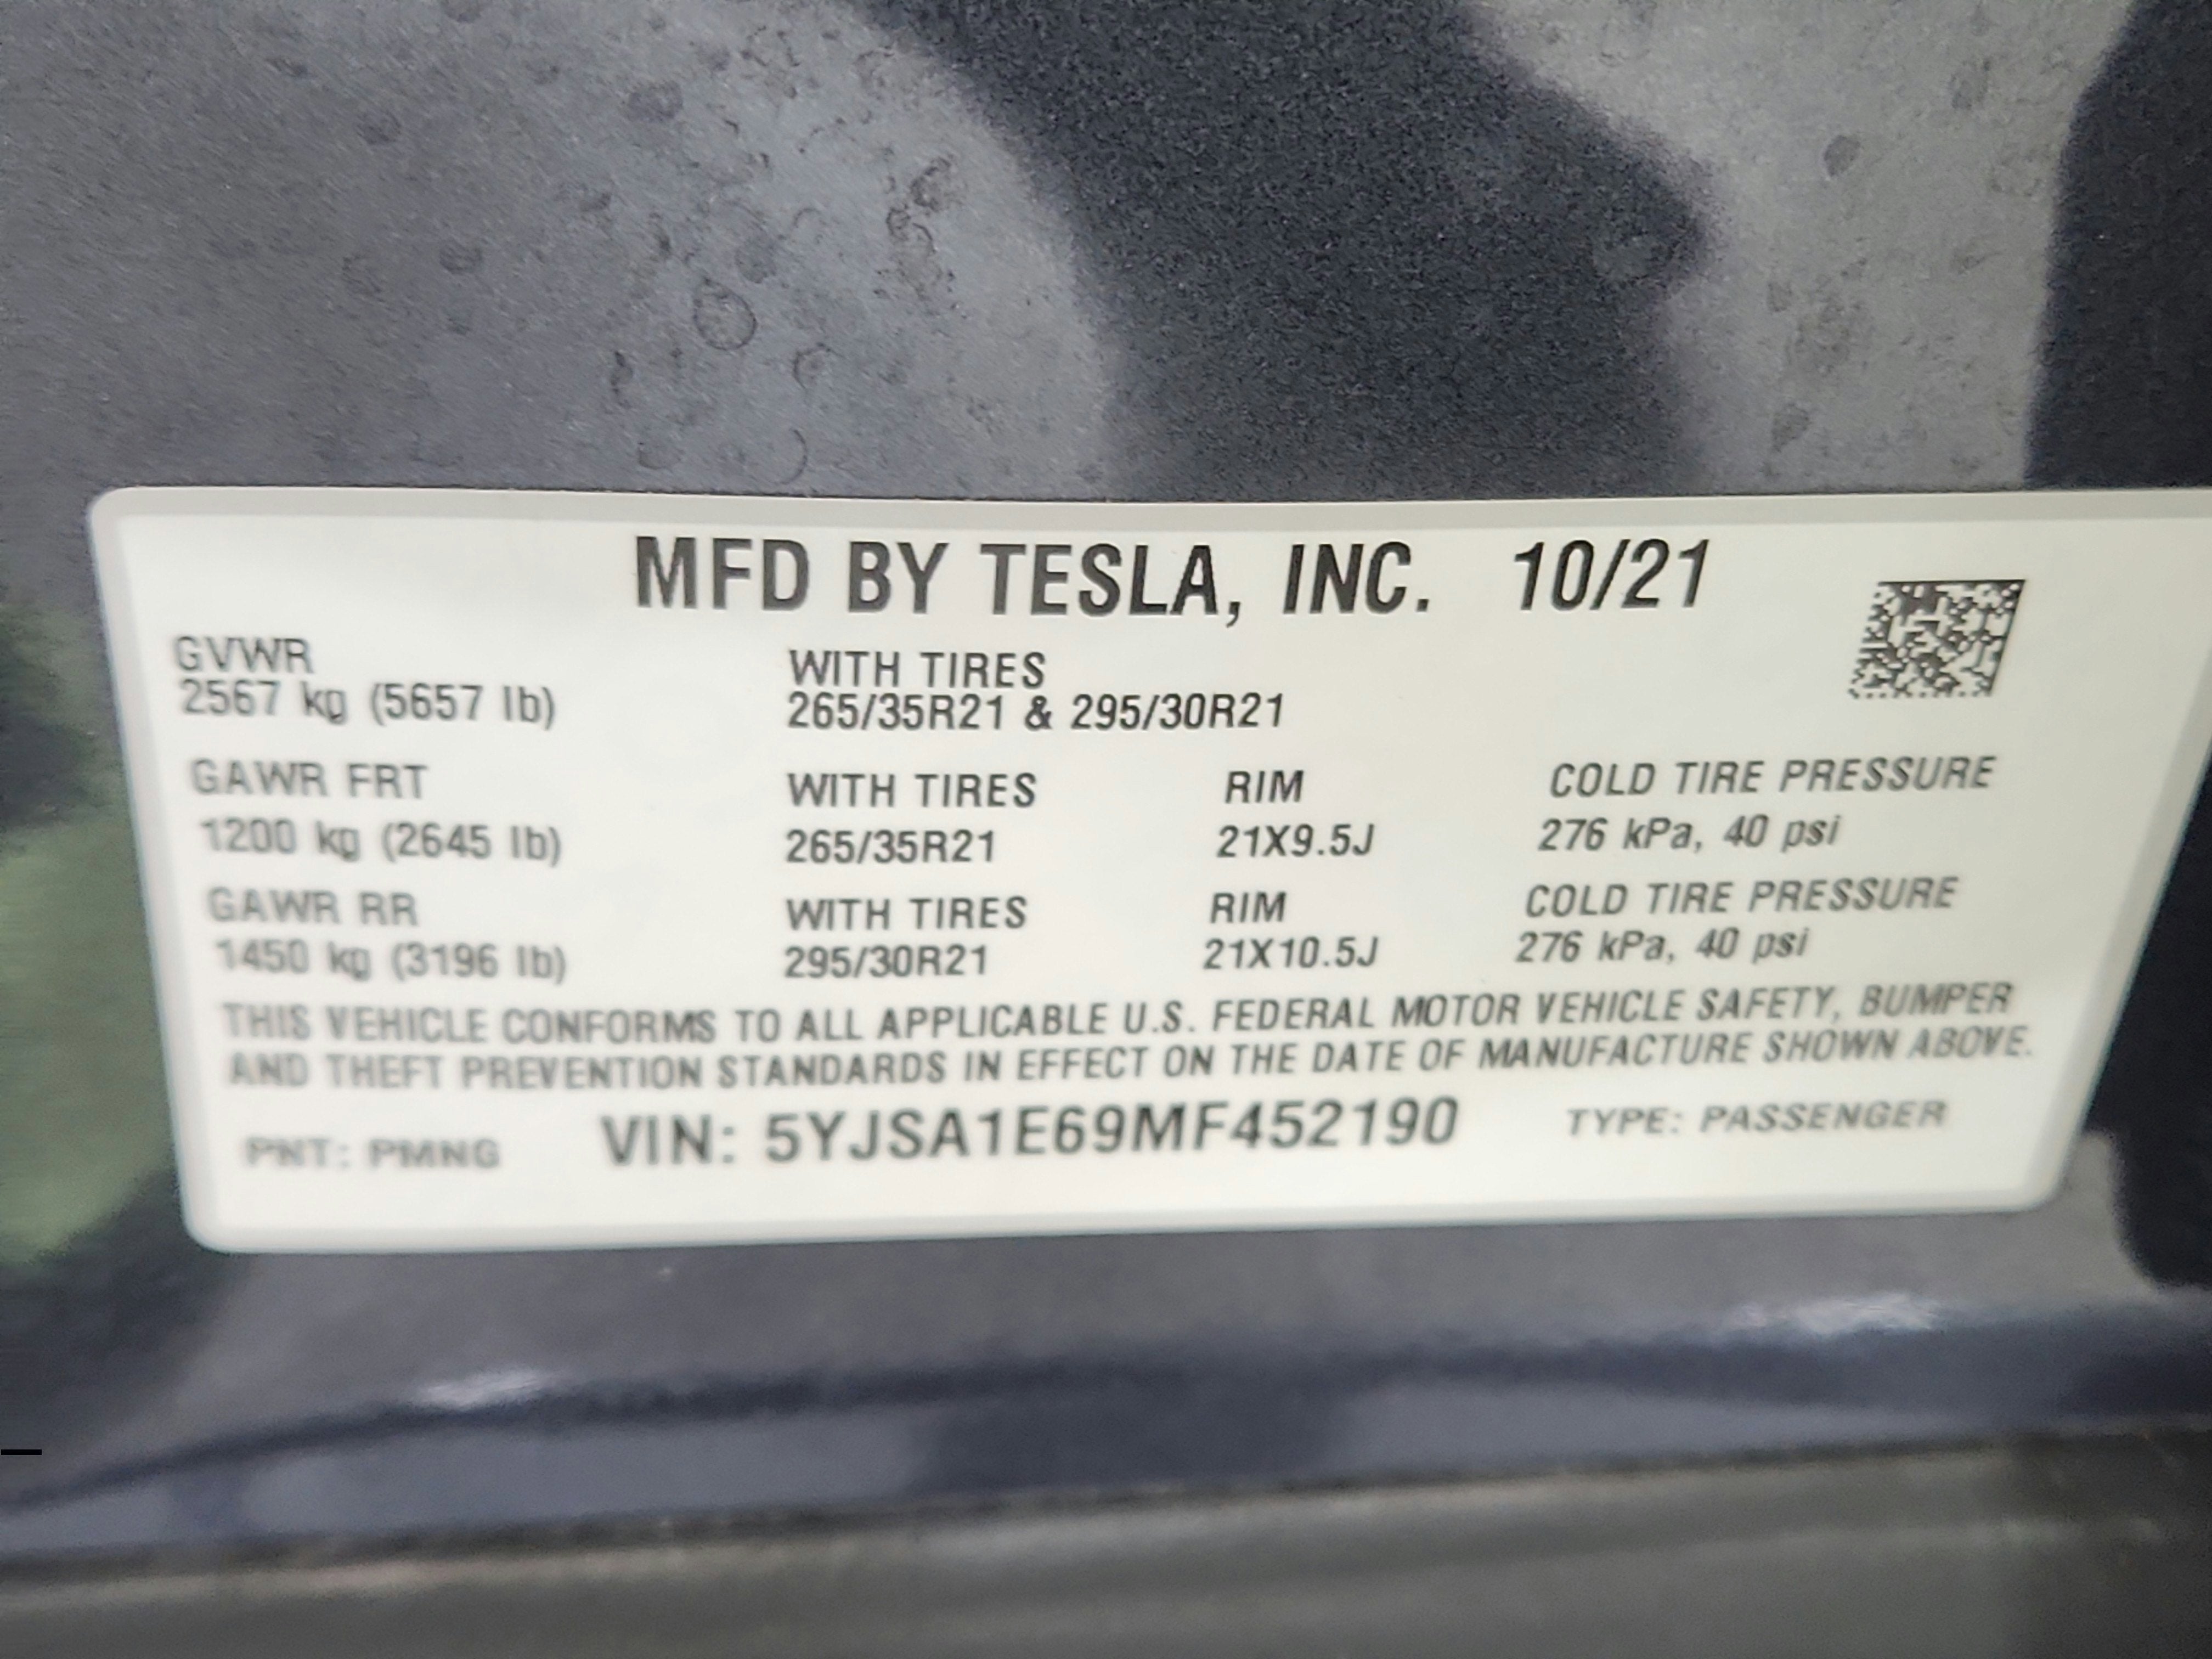 MFD BY TESLA, INC. 10/21
GVWR
2567 kg (5657 lb)
WITH TIRES
265/35R21 & 295/30R21
GAWR FRT WITH TIRES RIM COLD TIRE PRESSURE
1200 kg (2645 lb) 265/35R21 21X9.5J 276 kPa, 40 psi
GAWR RR WITH TIRES RIM COLD TIRE PRESSURE
1450 kg (3196 lb) 295/30R21 21X10.5J 276 kPa, 40 psi
THIS VEHICLE CONFORMS TO ALL APPLICABLE U.S. FEDERAL MOTOR VEHICLE SAFETY, BUMPER
AND THEFT PREVENTION STANDARDS IN EFFECT ON THE DATE OF MANUFACTURE SHOWN ABOVE.
PNT: PMNG VIN: 5YJSA1E69MF452190 TYPE: PASSENGER